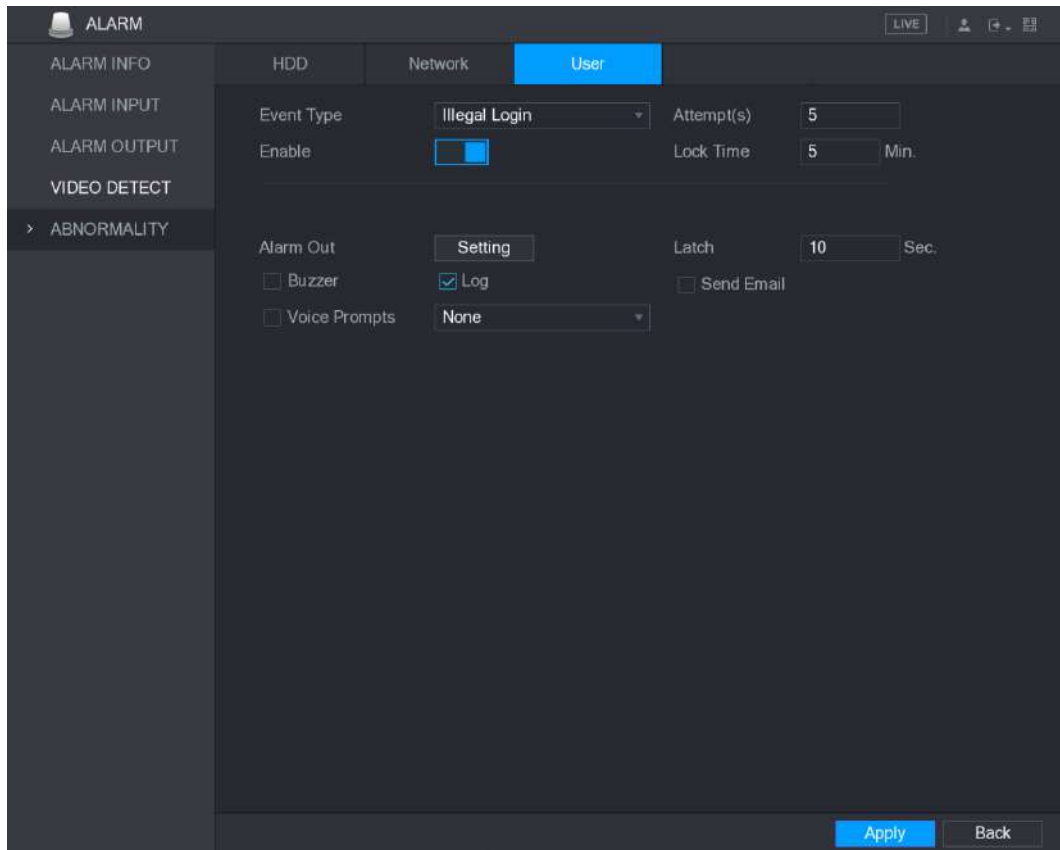 ALARM LIVE
ALARM INFO HDD Network User
ALARM INPUT Event Type Illegal Login Attempt(s) 5
ALARM OUTPUT Enable Lock Time 5 Min.
VIDEO DETECT
> ABNORMALITY
Alarm Out Setting Latch 10 Sec.
Buzzer Log Send Email
Voice Prompts None
Apply Back